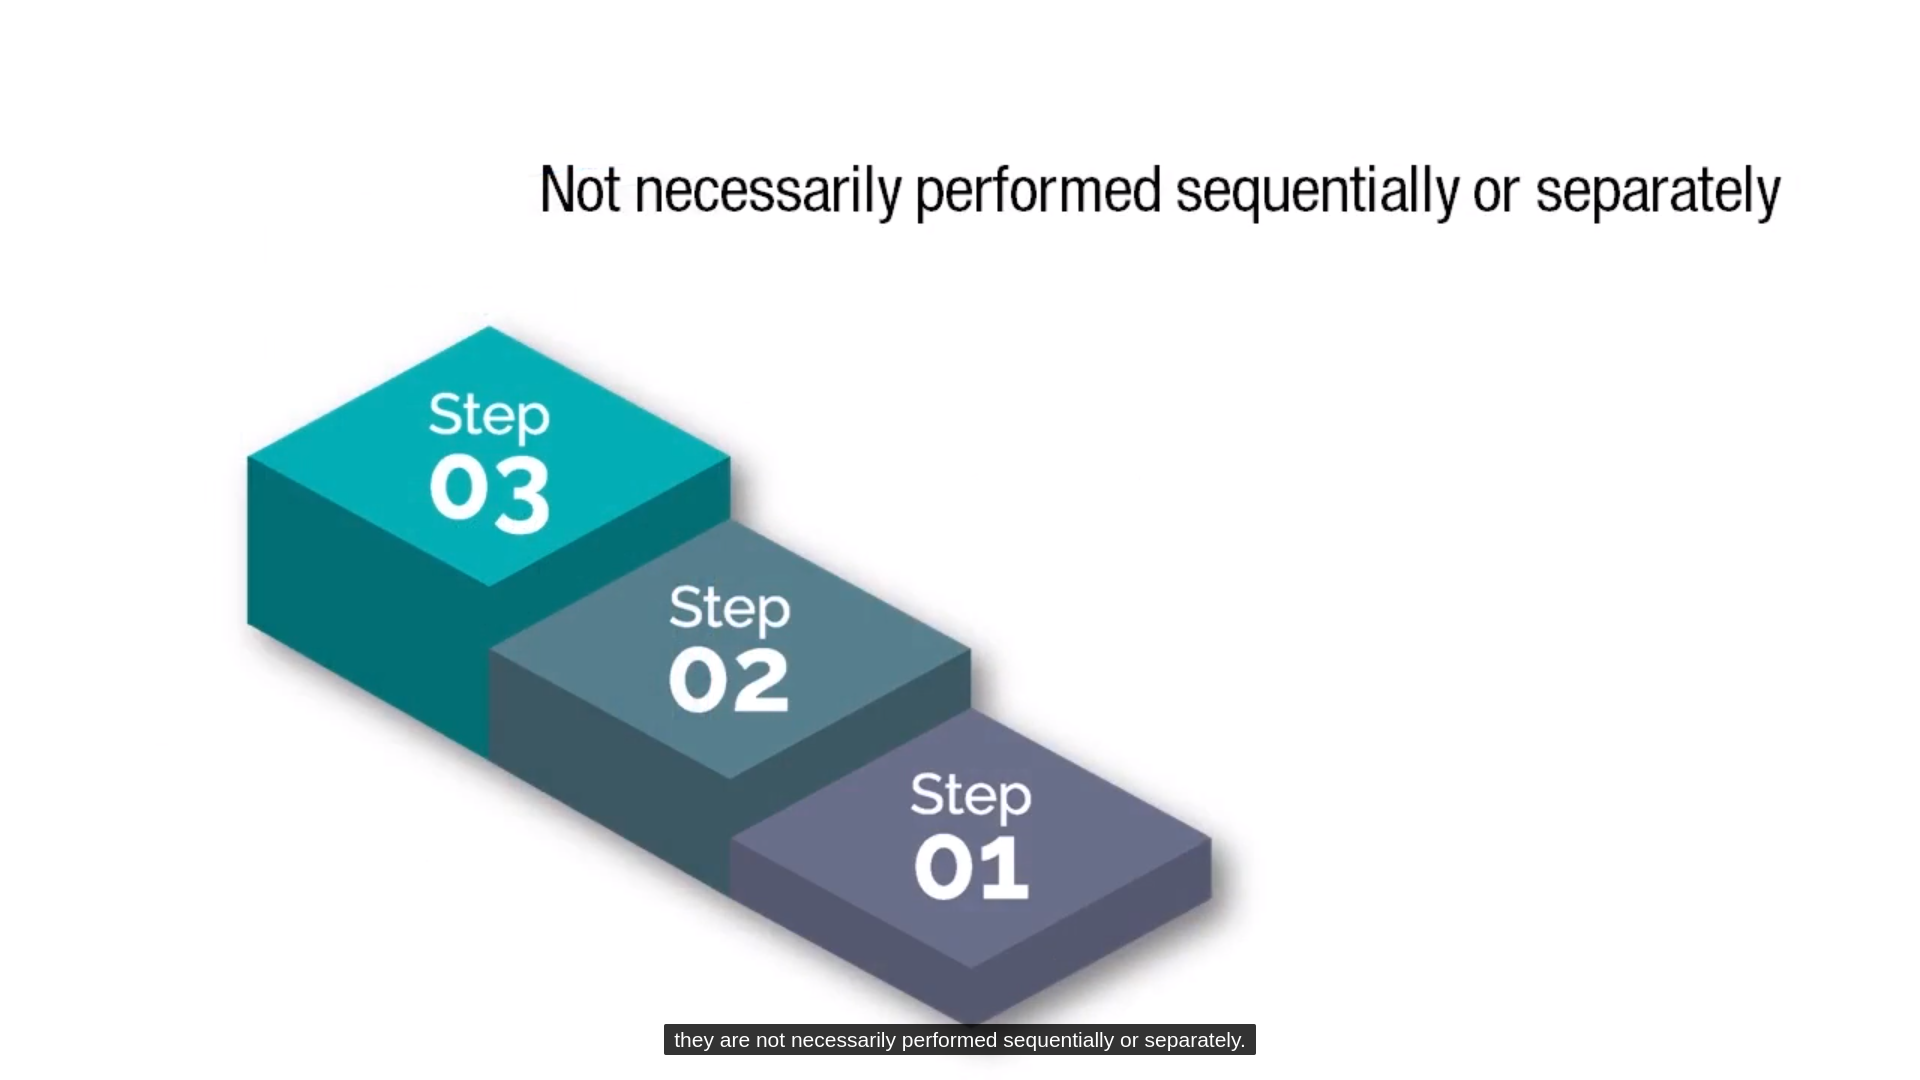 Not necessarily performed sequentially or separately
Step
03
Step
02
Step
01
they are not necessarily performed sequentially or separately.